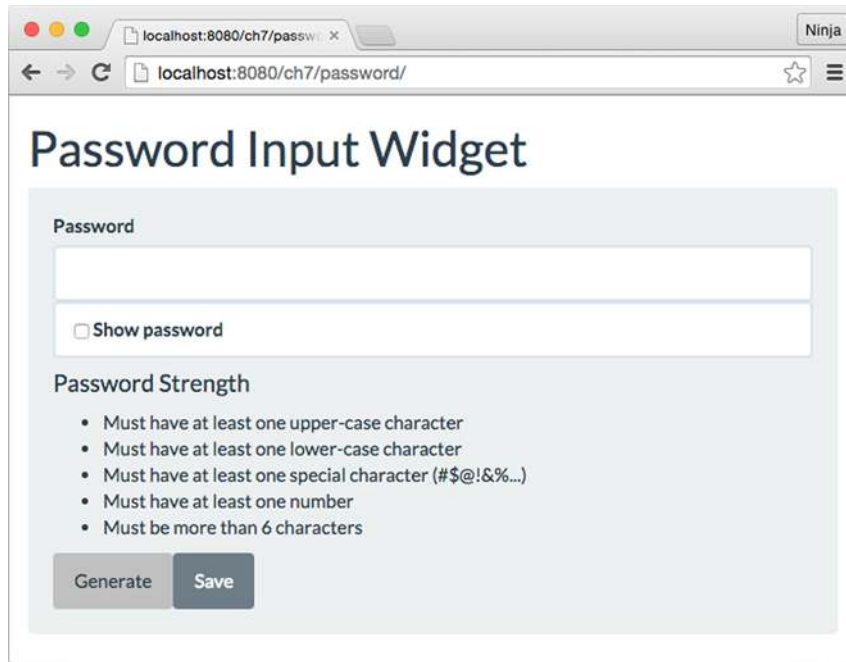 localhost:8080/ch7/passw
Ninja
localhost:8080/ch7/password/
Password Input Widget
Password
Show password
Password Strength
Must have at least one upper-case character
Must have at least one lower-case character
Must have at least one special character (#$@!&%...)
Must have at least one number
Must be more than 6 characters
Generate Save